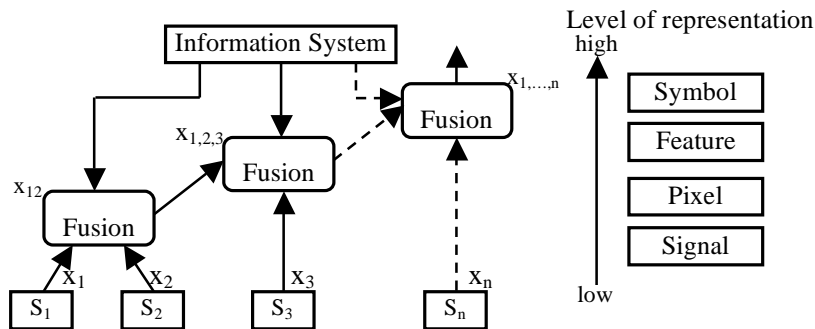 Level of representation
high
Information System
x1,…,n
Symbol
Fusion
x1,2,3
Feature
Fusion
x12
Pixel
Fusion
Signal
x1
x2
x3
xn
low
S1
S2
S3
Sn